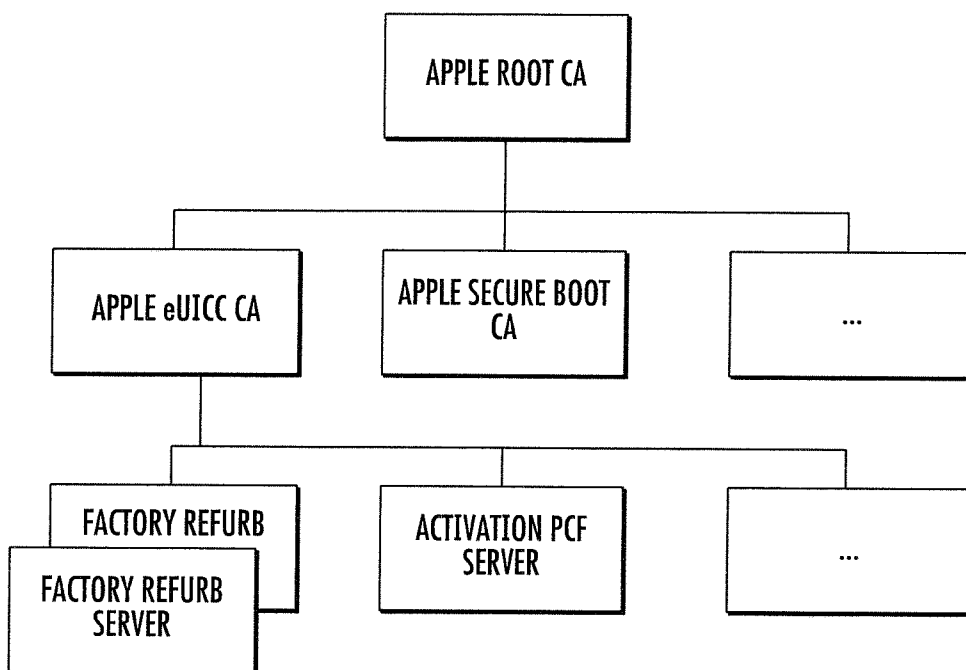 APPLE ROOT CA
APPLE eUICC CA
APPLE SECURE BOOT
CA
...
FACTORY REFURB
FACTORY REFURB
SERVER
ACTIVATION PCF
SERVER
...